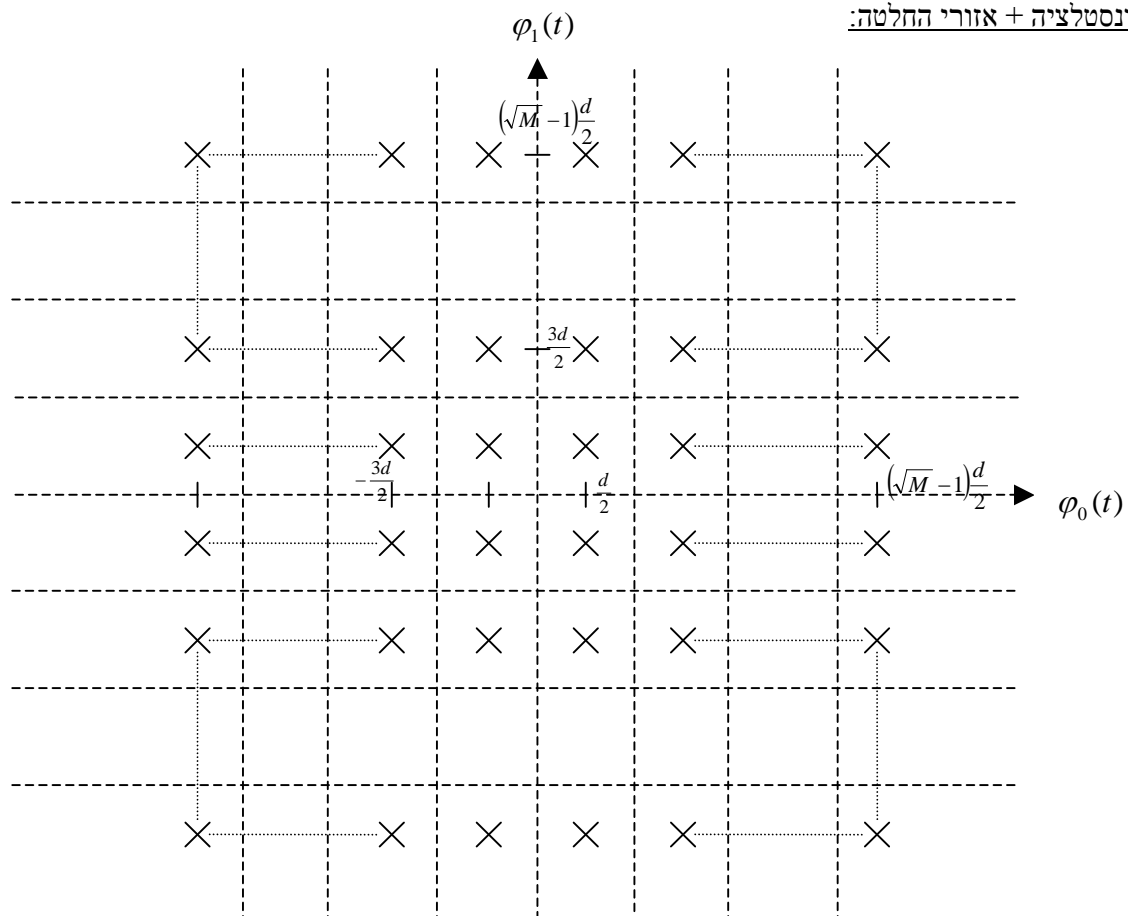 נסטלציה + אזורי החלטה:
φ₁(t)
(√M − 1) d/2
3d/2
−3d/2
d/2
(√M − 1) d/2
φ₀(t)